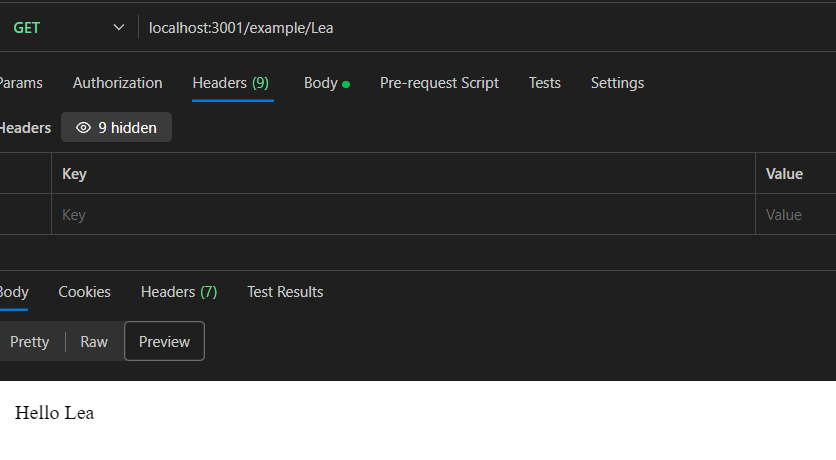 GET localhost:3001/example/Lea
Params Authorization Headers (9) Body Pre-request Script Tests Settings
Headers 9 hidden
Key Value
Key Value
Body Cookies Headers (7) Test Results
Pretty Raw Preview
Hello Lea